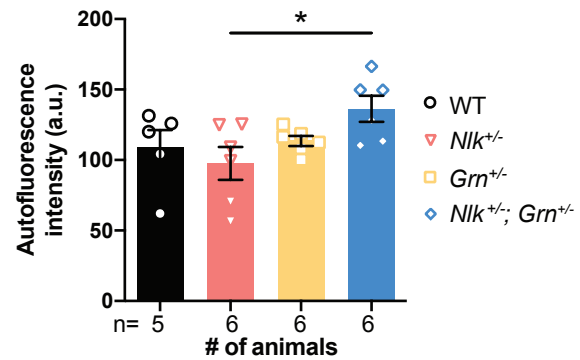 *
Autofluorescence
intensity (a.u.)
200
150
100
50
0
WT
Nlk+/-
Grn+/-
Nlk+/-; Grn+/-
n= 5 6 6 6
# of animals